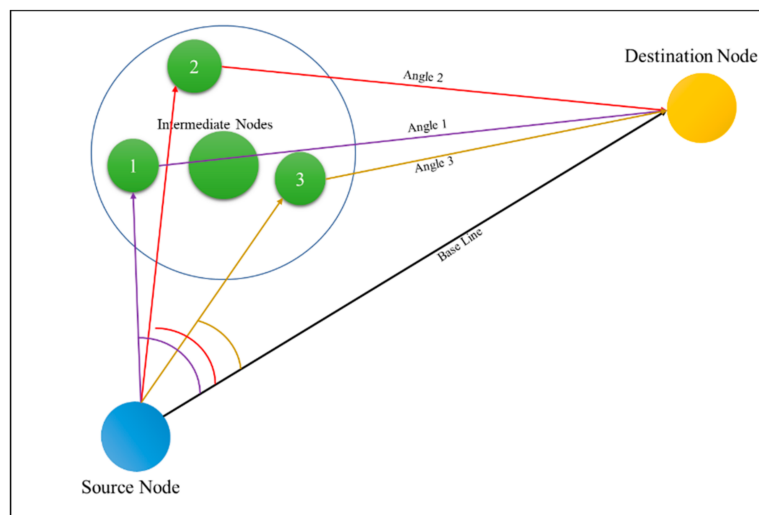 Destination Node
2
Angle 2
Intermediate Nodes
Angle 1
1
3
Angle 3
Base Line
Source Node